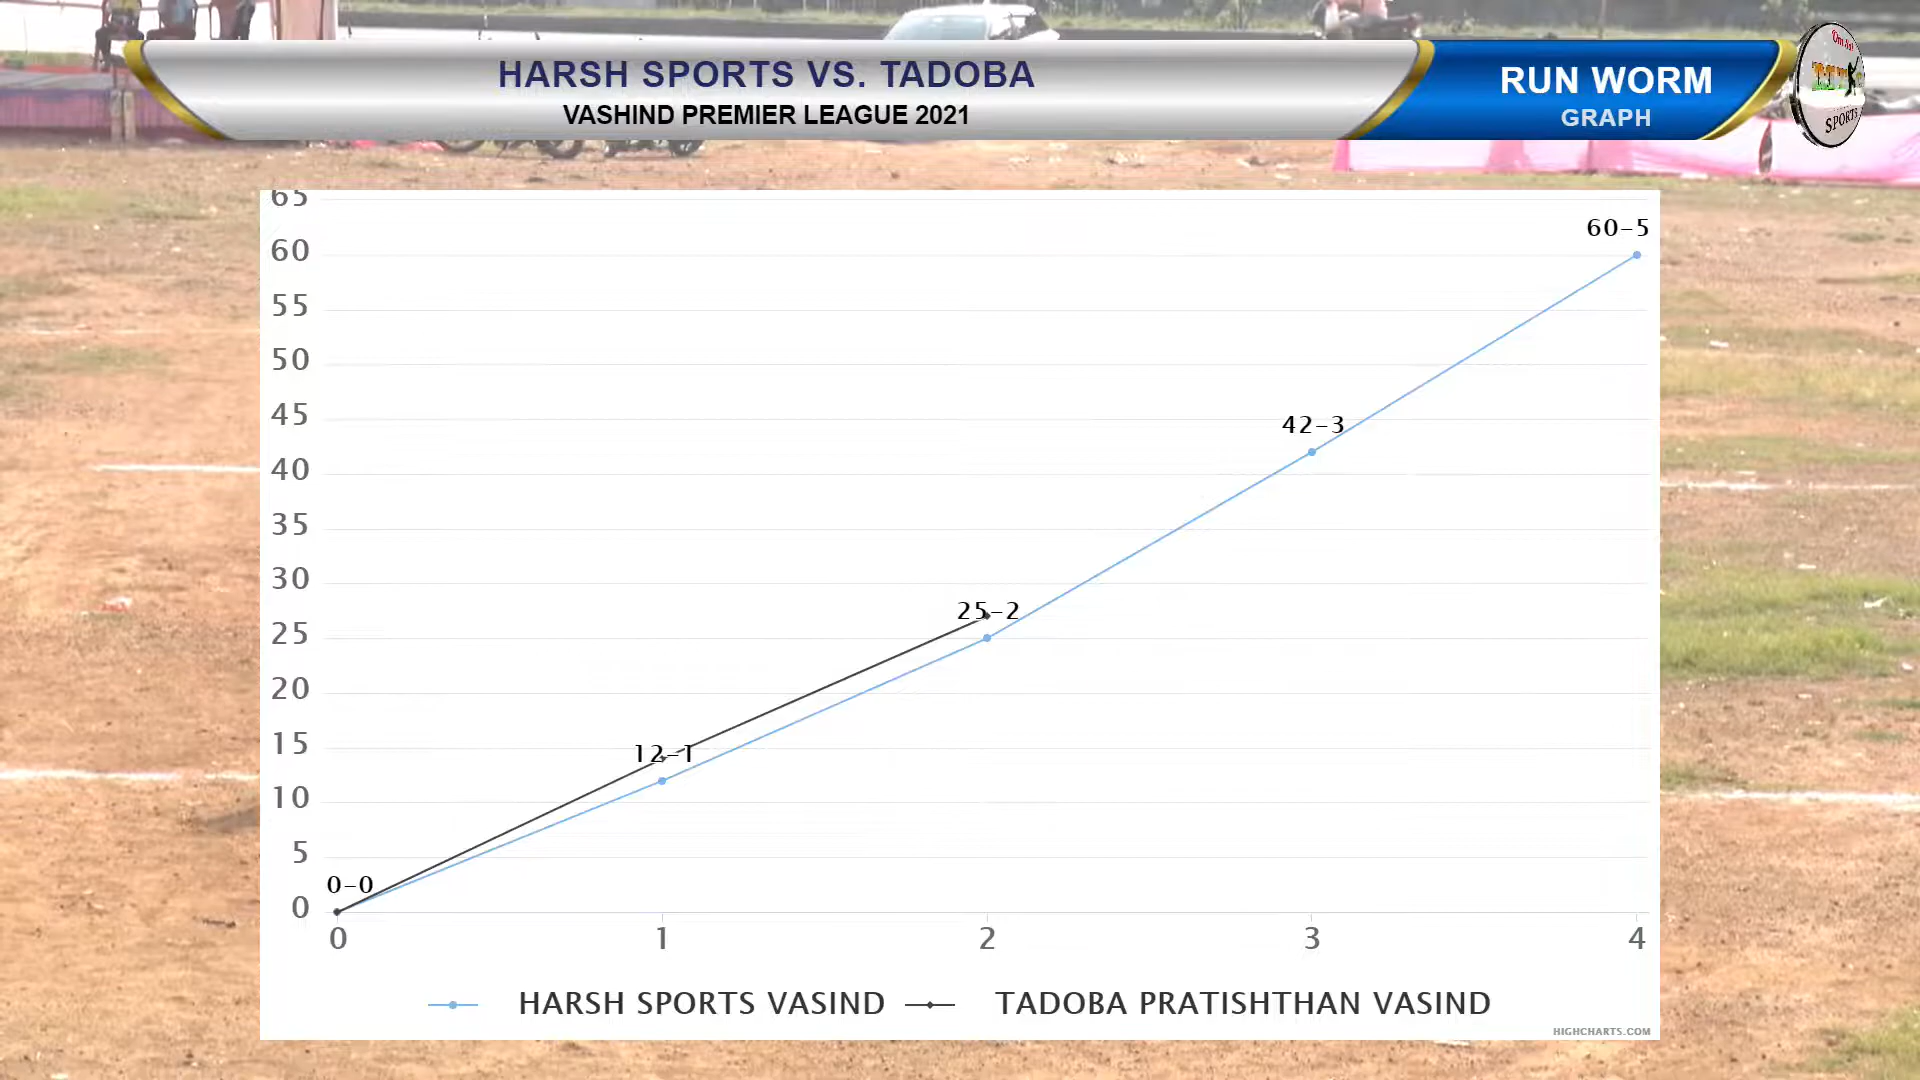 HARSH SPORTS VS. TADOBA
VASHIND PREMIER LEAGUE 2021
RUN WORM
GRAPH
SPORTS
65
60
55
50
45
40
35
30
25
20
15
10
5
0
60-5
42-3
25-2
12-1
0-0
0 1 2 3 4
HARSH SPORTS VASIND TADOBA PRATISHTHAN VASIND
HIGHCHARTS.COM